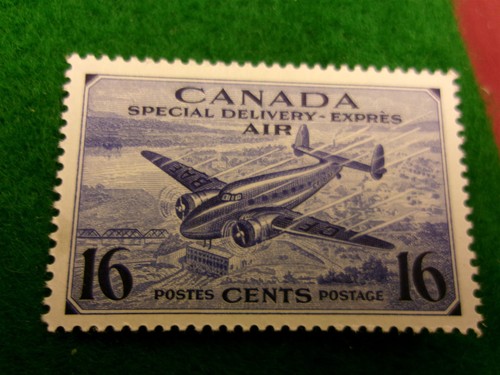 CANADA
SPECIAL DELIVERY - EXPRÈS
AIR
16 POSTES CENTS POSTAGE 16